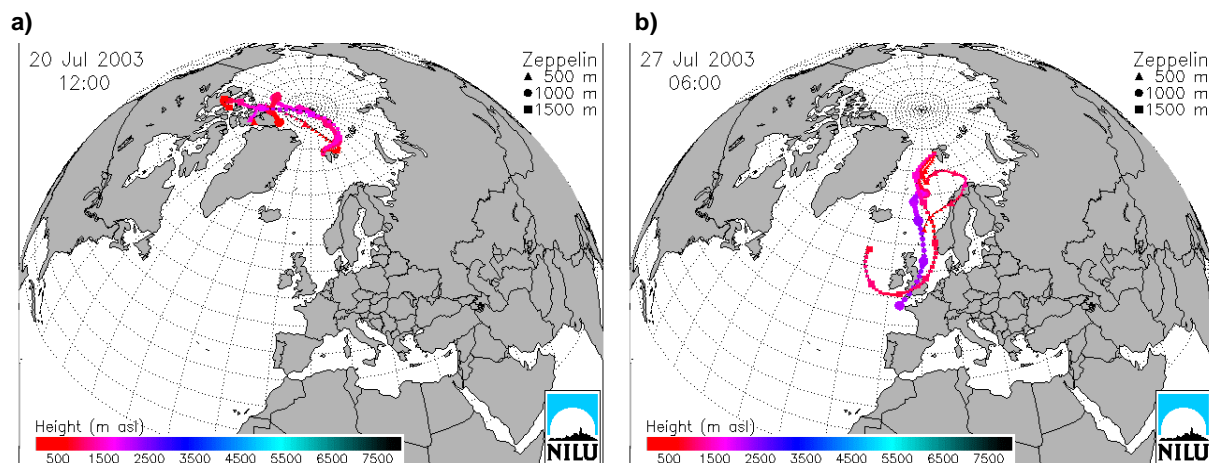 a)
20 Jul 2003
12:00
Zeppelin
▲ 500 m
● 1000 m
■ 1500 m
Height (m asl)
500 1500 2500 3500 4500 5500 6500 7500
NILU
b)
27 Jul 2003
06:00
Zeppelin
▲ 500 m
● 1000 m
■ 1500 m
Height (m asl)
500 1500 2500 3500 4500 5500 6500 7500
NILU